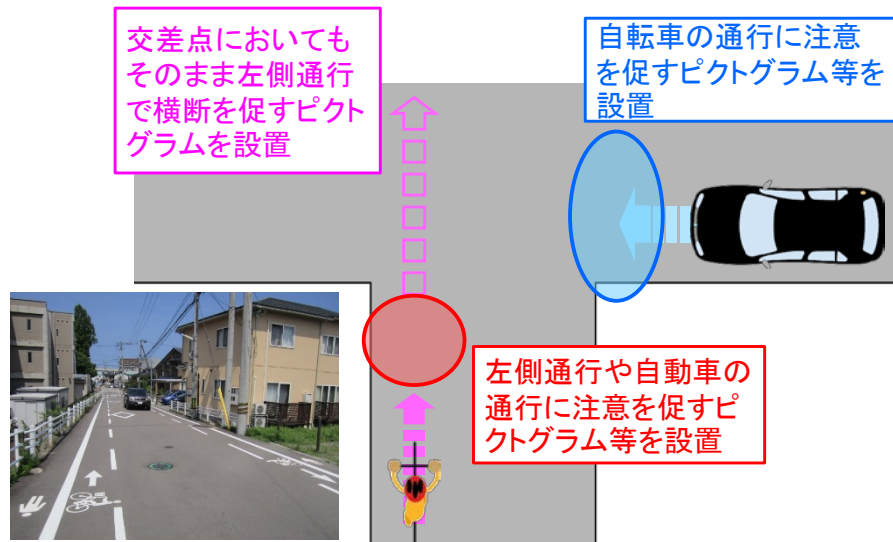 交差点においても
そのまま左側通行
で横断を促すピクト
グラムを設置
自転車の通行に注意
を促すピクトグラム等を
設置
左側通行や自動車の
通行に注意を促すピ
クトグラム等を設置